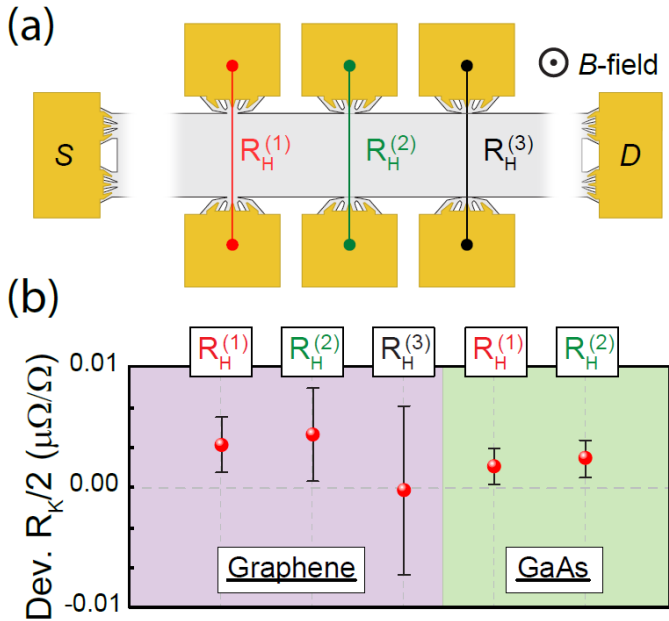 (a)
B-field
S
R_H^(1)
R_H^(2)
R_H^(3)
D
(b)
R_H^(1)
R_H^(2)
R_H^(3)
R_H^(1)
R_H^(2)
0.01
0.00
-0.01
Dev. R_K/2 (μΩ/Ω)
Graphene
GaAs